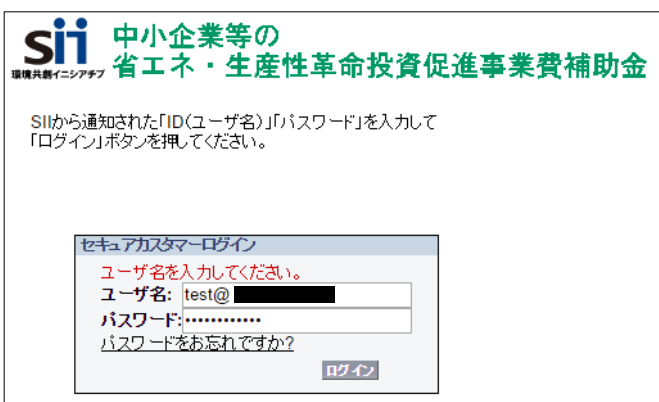 sii 中小企業等の
環境共創イニシアチブ 省エネ・生産性革命投資促進事業費補助金
SIIから通知された「ID(ユーザ名)」「パスワード」を入力して
「ログイン」ボタンを押してください。
セキュアカスタマーログイン
ユーザ名を入力してください。
ユーザ名: test@
パスワード:••••••••••••
パスワードをお忘れですか?
ログイン